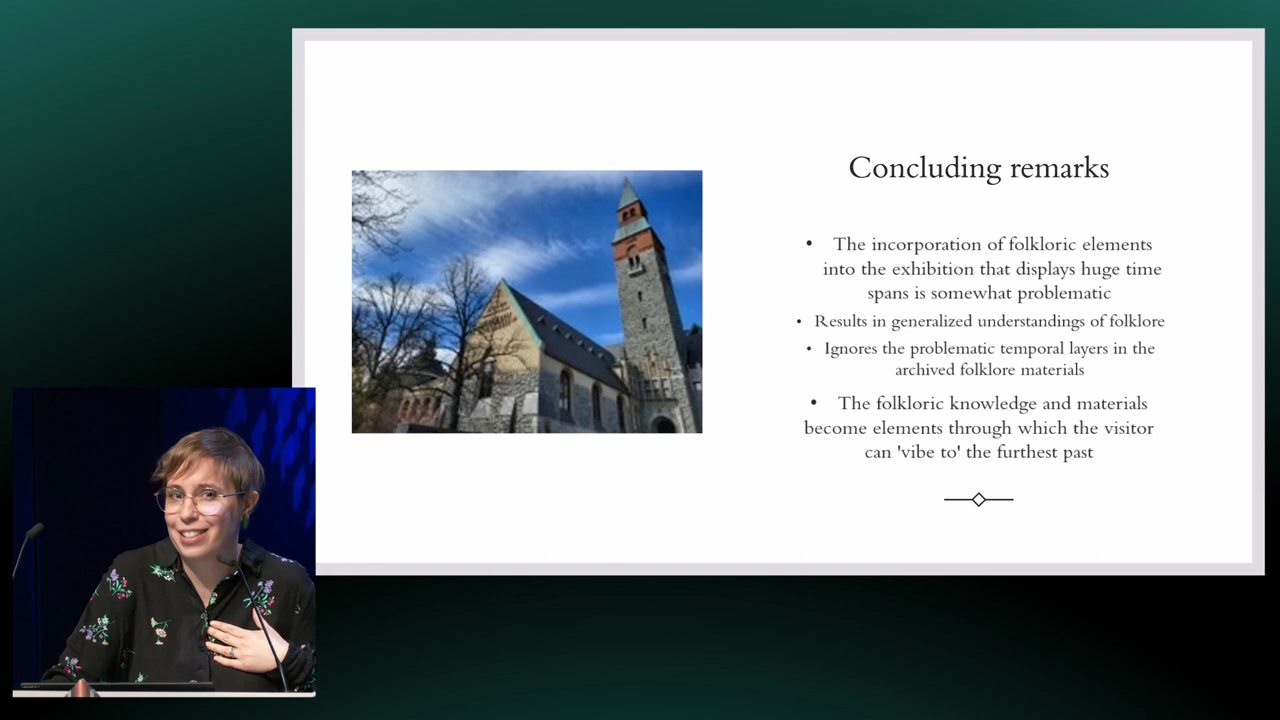 Concluding remarks
• The incorporation of folkloric elements
into the exhibition that displays huge time
spans is somewhat problematic
• Results in generalized understandings of folklore
• Ignores the problematic temporal layers in the
archived folklore materials
• The folkloric knowledge and materials
become elements through which the visitor
can 'vibe to' the furthest past